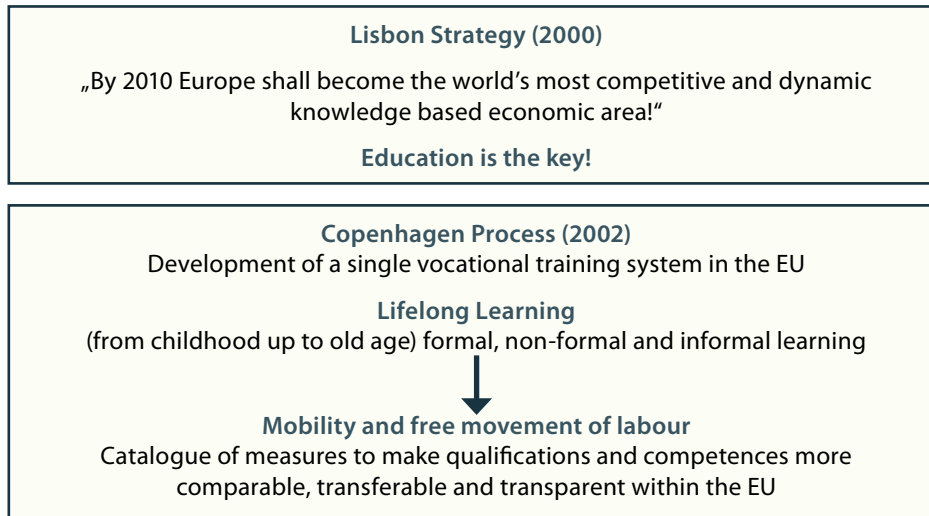 Lisbon Strategy (2000)
„By 2010 Europe shall become the world’s most competitive and dynamic
knowledge based economic area!“
Education is the key!
Copenhagen Process (2002)
Development of a single vocational training system in the EU
Lifelong Learning
(from childhood up to old age) formal, non-formal and informal learning
Mobility and free movement of labour
Catalogue of measures to make qualifications and competences more
comparable, transferable and transparent within the EU